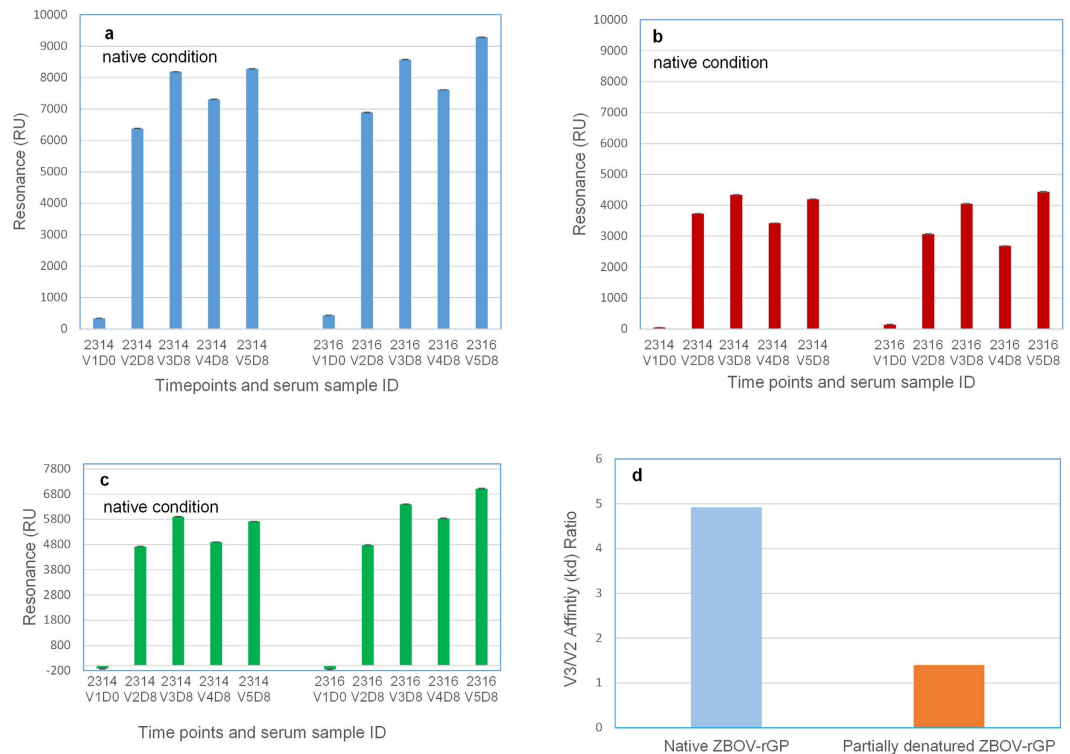 a
native condition
Resonance (RU)
10000
9000
8000
7000
6000
5000
4000
3000
2000
1000
0
2314 2314 2314 2314 2314 2316 2316 2316 2316 2316
V1D0 V2D8 V3D8 V4D8 V5D8 V1D0 V2D8 V3D8 V4D8 V5D8
Timepoints and serum sample ID
b
native condition
Resonance (RU)
10000
9000
8000
7000
6000
5000
4000
3000
2000
1000
0
2314 2314 2314 2314 2314 2316 2316 2316 2316 2316
V1D0 V2D8 V3D8 V4D8 V5D8 V1D0 V2D8 V3D8 V4D8 V5D8
Time points and serum sample ID
c
native condition
Resonance (RU
7800
6800
5800
4800
3800
2800
1800
800
-200
2314 2314 2314 2314 2314 2316 2316 2316 2316 2316
V1D0 V2D8 V3D8 V4D8 V5D8 V1D0 V2D8 V3D8 V4D8 V5D8
Time points and serum sample ID
d
V3/V2 Affintiy (kd) Ratio
6
5
4
3
2
1
0
Native ZBOV-rGP Partially denatured ZBOV-rGP